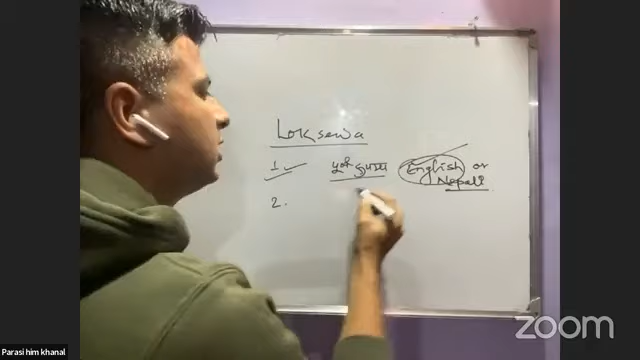 Loksewa
1. English or
Nepali
2.
Parasi him khanal
zoom